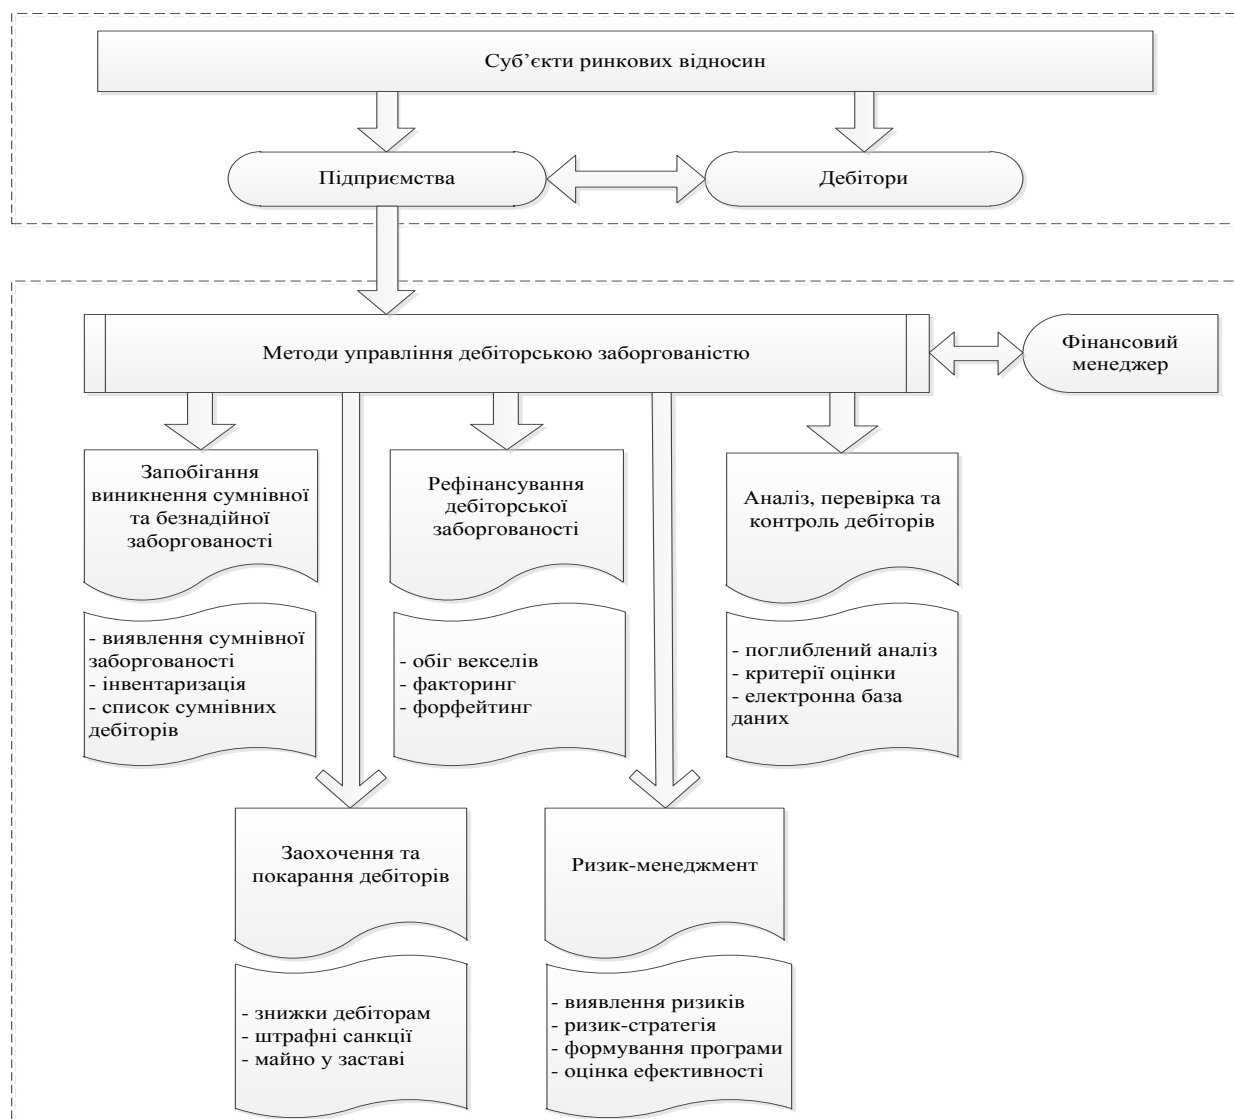 Суб’єкти ринкових відносин
Підприємства
Дебітори
Методи управління дебіторською заборгованістю
Фінансовий
менеджер
Запобігання
виникнення сумнівної
та безнадійної
заборгованості
Рефінансування
дебіторської
заборгованості
Аналіз, перевірка та
контроль дебіторів
- виявлення сумнівної
заборгованості
- інвентаризація
- список сумнівних
дебіторів
- обіг векселів
- факторинг
- форфейтинг
- поглиблений аналіз
- критерії оцінки
- електронна база
даних
Заохочення та
покарання дебіторів
Ризик-менеджмент
- знижки дебіторам
- штрафні санкції
- майно у заставі
- виявлення ризиків
- ризик-стратегія
- формування програми
- оцінка ефективності